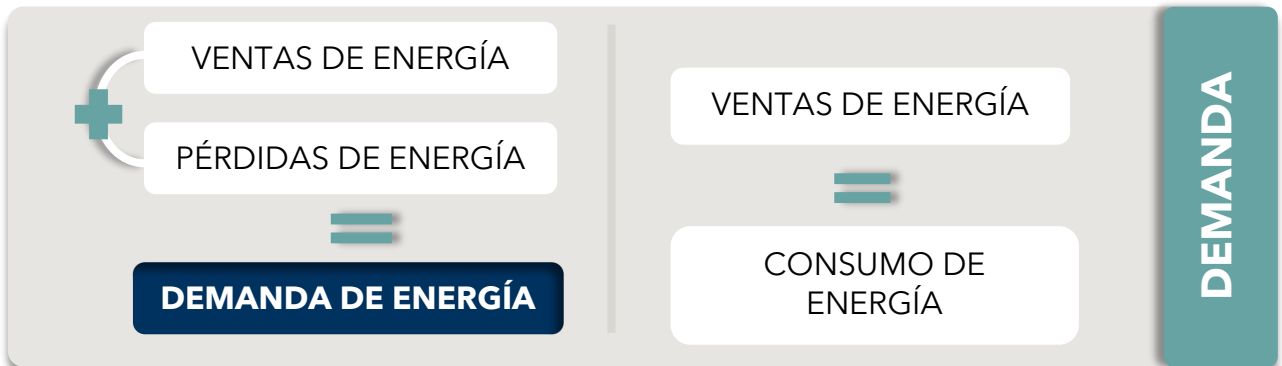 VENTAS DE ENERGÍA
PÉRDIDAS DE ENERGÍA
DEMANDA DE ENERGÍA
VENTAS DE ENERGÍA
CONSUMO DE
ENERGÍA
DEMANDA